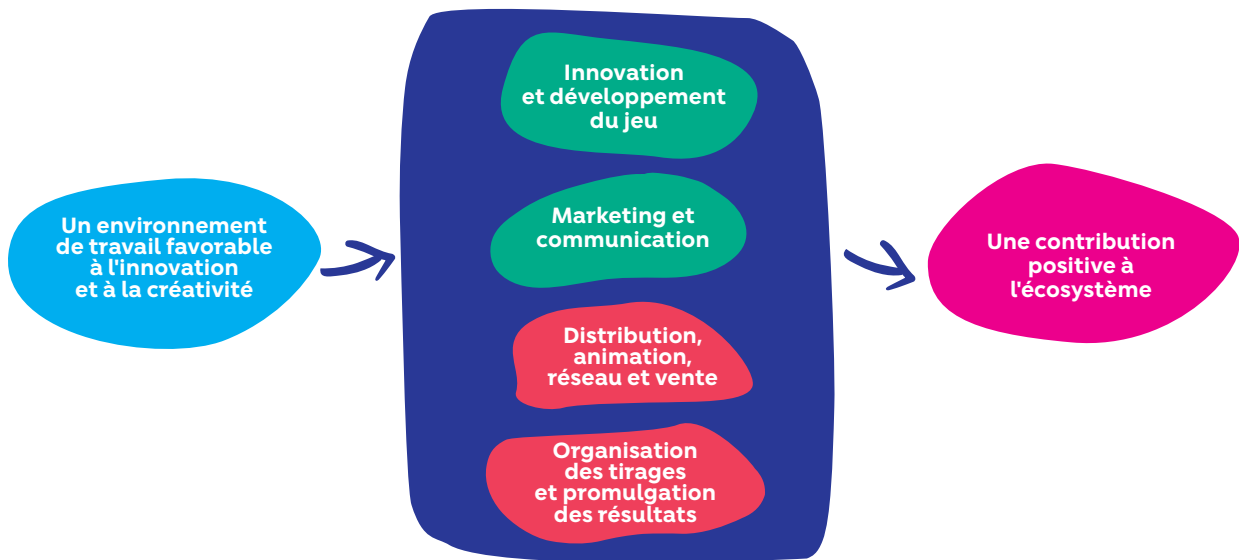 Un environnement
de travail favorable
à l'innovation
et à la créativité
Innovation
et développement
du jeu
Marketing et
communication
Distribution,
animation,
réseau et vente
Organisation
des tirages
et promulgation
des résultats
Une contribution
positive à
l'écosystème